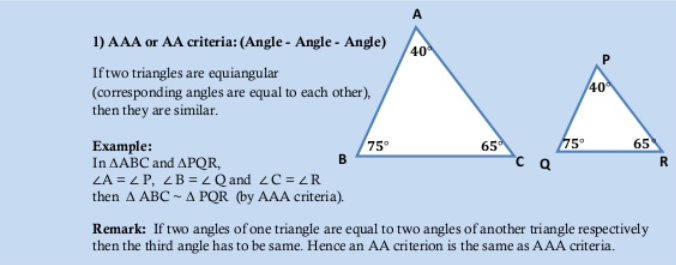 A
1) AAA or AA criteria: (Angle - Angle - Angle)
40°
P
If two triangles are equiangular
40°
(corresponding angles are equal to each other),
then they are similar.
Example:
75°
65°
75°
65°
In ΔABC and ΔPQR,
B
C
Q
R
∠A = ∠ P, ∠ B = ∠ Q and ∠ C = ∠ R
then Δ ABC ~ Δ PQR (by AAA criteria).
Remark: If two angles of one triangle are equal to two angles of another triangle respectively
then the third angle has to be same. Hence an AA criterion is the same as AAA criteria.